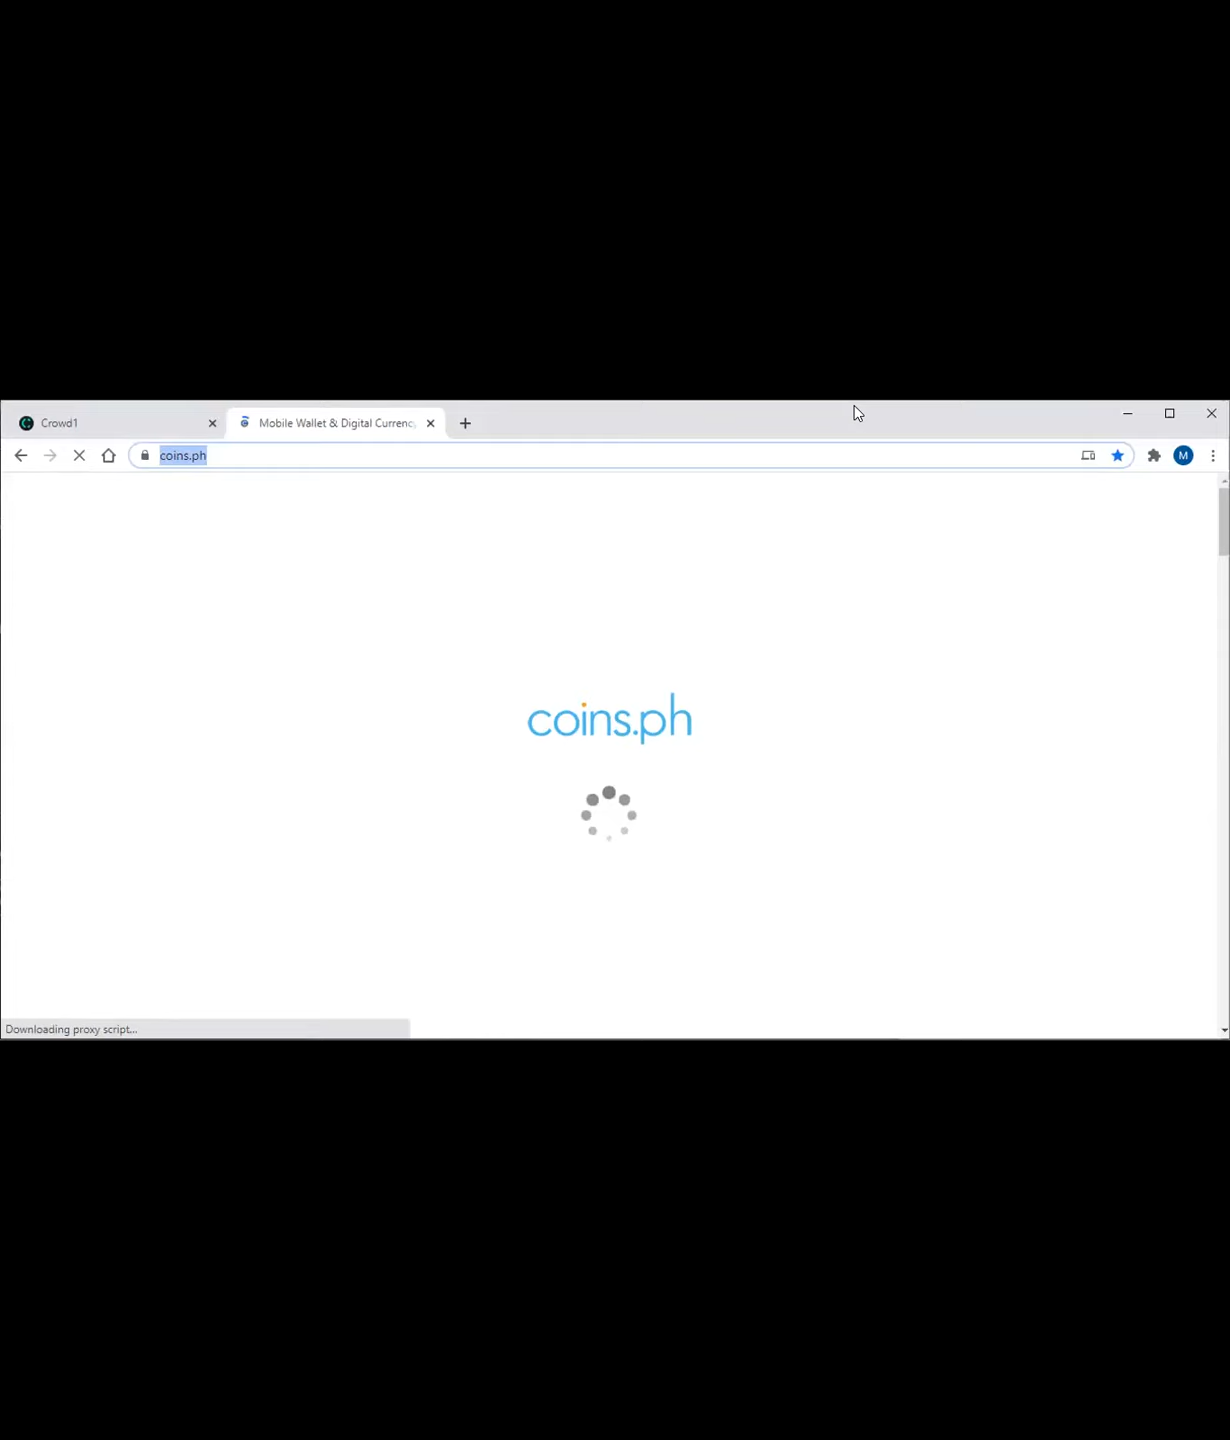 Crowd1
Mobile Wallet & Digital Currenc
coins.ph
M
coins.ph
Downloading proxy script...